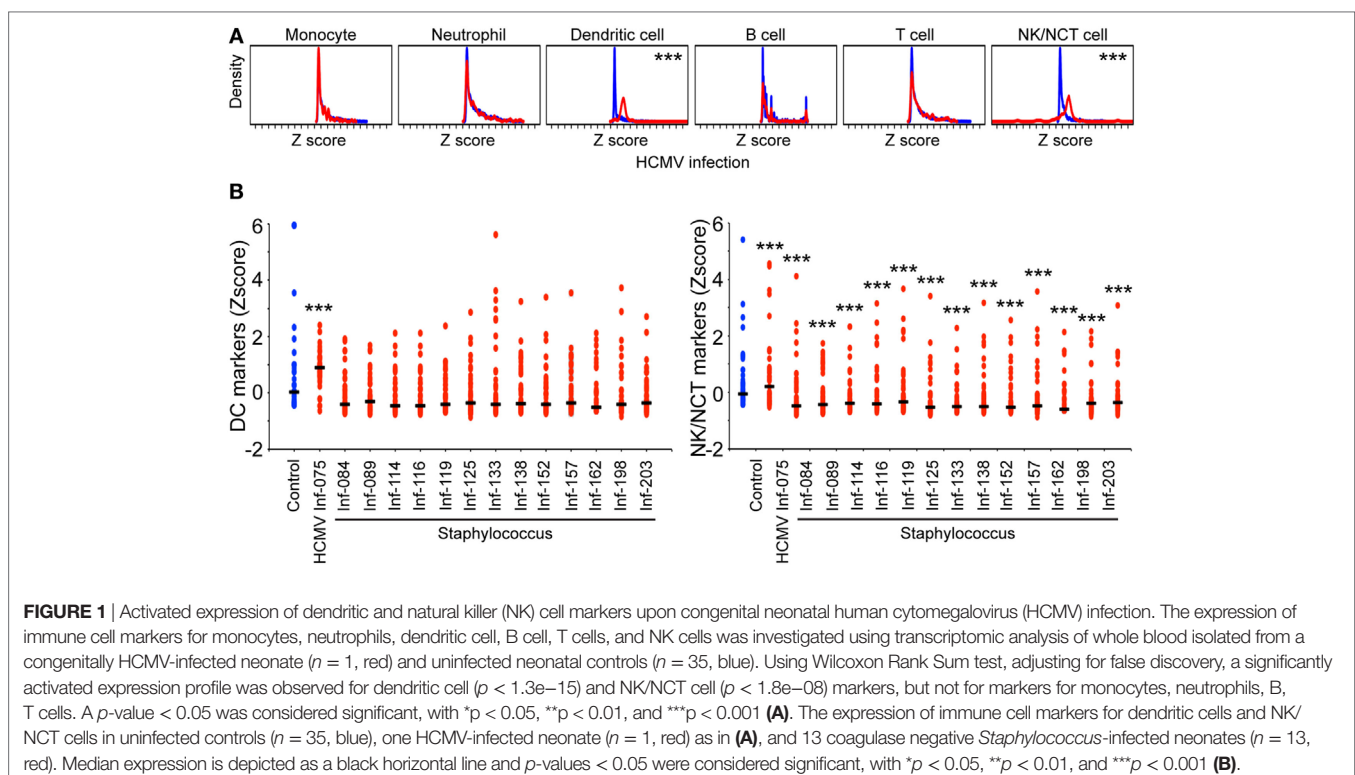 A
Monocyte
Neutrophil
Dendritic cell
B cell
T cell
NK/NCT cell
Density
***
***
Z score
Z score
Z score
Z score
Z score
Z score
HCMV infection
B
DC markers (Zscore)
6
4
2
0
-2
***
Control
HCMV Inf-075
Inf-084
Inf-089
Inf-114
Inf-116
Inf-119
Inf-125
Inf-133
Inf-138
Inf-152
Inf-157
Inf-162
Inf-198
Inf-203
Staphylococcus
NK/NCT markers (Zscore)
6
4
2
0
-2
*** *** *** *** *** *** *** *** *** *** *** *** *** ***
Control
HCMV Inf-075
Inf-084
Inf-089
Inf-114
Inf-116
Inf-119
Inf-125
Inf-133
Inf-138
Inf-152
Inf-157
Inf-162
Inf-198
Inf-203
Staphylococcus
FIGURE 1 | Activated expression of dendritic and natural killer (NK) cell markers upon congenital neonatal human cytomegalovirus (HCMV) infection. The expression of
immune cell markers for monocytes, neutrophils, dendritic cell, B cell, T cells, and NK cells was investigated using transcriptomic analysis of whole blood isolated from a
congenitally HCMV-infected neonate (n = 1, red) and uninfected neonatal controls (n = 35, blue). Using Wilcoxon Rank Sum test, adjusting for false discovery, a significantly
activated expression profile was observed for dendritic cell (p < 1.3e−15) and NK/NCT cell (p < 1.8e−08) markers, but not for markers for monocytes, neutrophils, B,
T cells. A p-value < 0.05 was considered significant, with *p < 0.05, **p < 0.01, and ***p < 0.001 (A). The expression of immune cell markers for dendritic cells and NK/
NCT cells in uninfected controls (n = 35, blue), one HCMV-infected neonate (n = 1, red) as in (A), and 13 coagulase negative Staphylococcus-infected neonates (n = 13,
red). Median expression is depicted as a black horizontal line and p-values < 0.05 were considered significant, with *p < 0.05, **p < 0.01, and ***p < 0.001 (B).